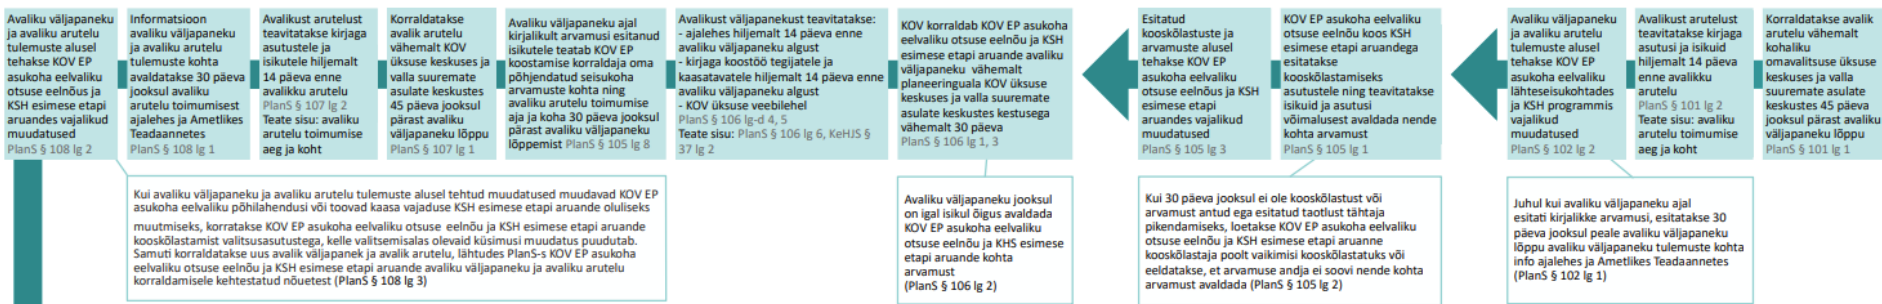 Avaliku väljapaneku
ja avaliku arutelu
tulemuste alusel
tehakse KOV EP
asukoha eelvaliku
otsuse eelnõus ja
KSH esimese etapi
aruandes vajalikud
muudatused
PlanS § 108 lg 2
Informatsioon
avaliku väljapaneku
ja avaliku arutelu
tulemuste kohta
avaldatakse 30 päeva
jooksul avaliku
arutelu toimumisest
ajalehes ja Ametlikes
Teadaannetes
PlanS § 108 lg 1
Avalikust arutelust
teavitatakse kirjaga
asutustele ja
isikutele hiljemalt
14 päeva enne
avalikku arutelu
PlanS § 107 lg 2
Teate sisu: avaliku
arutelu toimumise
aeg ja koht
Korraldatakse
avalik arutelu
vähemalt KOV
üksuse keskuses ja
valla suuremate
asulate keskustes
45 päeva jooksul
pärast avaliku
väljapaneku lõppu
PlanS § 107 lg 1
Avaliku väljapaneku ajal
kirjalikult arvamusi esitanud
isikutele teatab KOV EP
koostamise korraldaja oma
põhjendatud seisukoha
arvamuste kohta ning
avaliku arutelu toimumise
aja ja koha 30 päeva jooksul
pärast avaliku väljapaneku
lõppemist PlanS § 105 lg 8
Avalikust väljapanekust teavitatakse:
- ajalehes hiljemalt 14 päeva enne
avaliku väljapaneku algust
- kirjaga koostöö tegijatele ja
kaasatavatele hiljemalt 14 päeva enne
avaliku väljapaneku algust
- KOV üksuse veebilehel
PlanS § 106 lg-d 4, 5
Teate sisu: PlanS § 106 lg 6, KeHJS §
37 lg 2
KOV korraldab KOV EP asukoha
eelvaliku otsuse eelnõu ja KSH
esimese etapi aruande avaliku
väljapaneku vähemalt
planeeringuala KOV üksuse
keskuses ja valla suuremate
asulate keskustes kestusega
vähemalt 30 päeva
PlanS § 106 lg 1, 3
Esitatud
kooskõlastuste ja
arvamuste alusel
tehakse KOV EP
asukoha eelvaliku
otsuse eelnõus ja KSH
esimese etapi
aruandes vajalikud
muudatused
PlanS § 105 lg 3
KOV EP asukoha eelvaliku
otsuse eelnõu koos KSH
esimese etapi aruandega
esitatakse
kooskõlastamiseks
asutustele ning teavitatakse
isikuid ja asutusi
võimalusest avaldada nende
kohta arvamust
PlanS § 105 lg 1
Avaliku väljapaneku
ja avaliku arutelu
tulemuste alusel
tehakse KOV EP
asukoha eelvaliku
lähteseisukohtades
ja KSH programmis
vajalikud
muudatused
PlanS § 102 lg 2
Avalikust arutelust
teavitatakse kirjaga
asutusi ja isikuid
hiljemalt 14 päeva
enne avalikku
arutelu
PlanS § 101 lg 2
Teate sisu: avaliku
arutelu toimumise
aeg ja koht
Korraldatakse avalik
arutelu vähemalt
kohaliku
omavalitsuse üksuse
keskuses ja valla
suuremate asulate
keskustes 45 päeva
jooksul pärast avaliku
väljapaneku lõppu
PlanS § 101 lg 1
Kui avaliku väljapaneku ja avaliku arutelu tulemuste alusel tehtud muudatused muudavad KOV EP
asukoha eelvaliku põhilahendusi või toovad kaasa vajaduse KSH esimese etapi aruande oluliseks
muutmiseks, korratakse KOV EP asukoha eelvaliku otsuse eelnõu ja KSH esimese etapi aruande
kooskõlastamist valitsusasutustega, kelle valitsemisalas olevaid küsimusi muudatus puudutab.
Samuti korraldatakse uus avalik väljapanek ja avalik arutelu, lähtudes PlanS-s KOV EP asukoha
eelvaliku otsuse eelnõu ja KSH esimese etapi aruande avaliku väljapaneku ja avaliku arutelu
korraldamisele kehtestatud nõuetest (PlanS § 108 lg 3)
Avaliku väljapaneku jooksul
on igal isikul õigus avaldada
KOV EP asukoha eelvaliku
otsuse eelnõu ja KHS esimese
etapi aruande kohta
arvamust
(PlanS § 106 lg 2)
Kui 30 päeva jooksul ei ole kooskõlastust või
arvamust antud ega esitatud taotlust tähtaja
pikendamiseks, loetakse KOV EP asukoha eelvaliku
otsuse eelnõu ja KSH esimese etapi aruanne
kooskõlastaja poolt vaikimisi kooskõlastatuks või
eeldatakse, et arvamuse andja ei soovi nende kohta
arvamust avaldada (PlanS § 105 lg 2)
Juhul kui avaliku väljapaneku ajal
esitati kirjalikke arvamusi, esitatakse 30
päeva jooksul peale avaliku väljapaneku
lõppu avaliku väljapaneku tulemuste kohta
info ajalehes ja Ametlikes Teadaannetes
(PlanS § 102 lg 1)